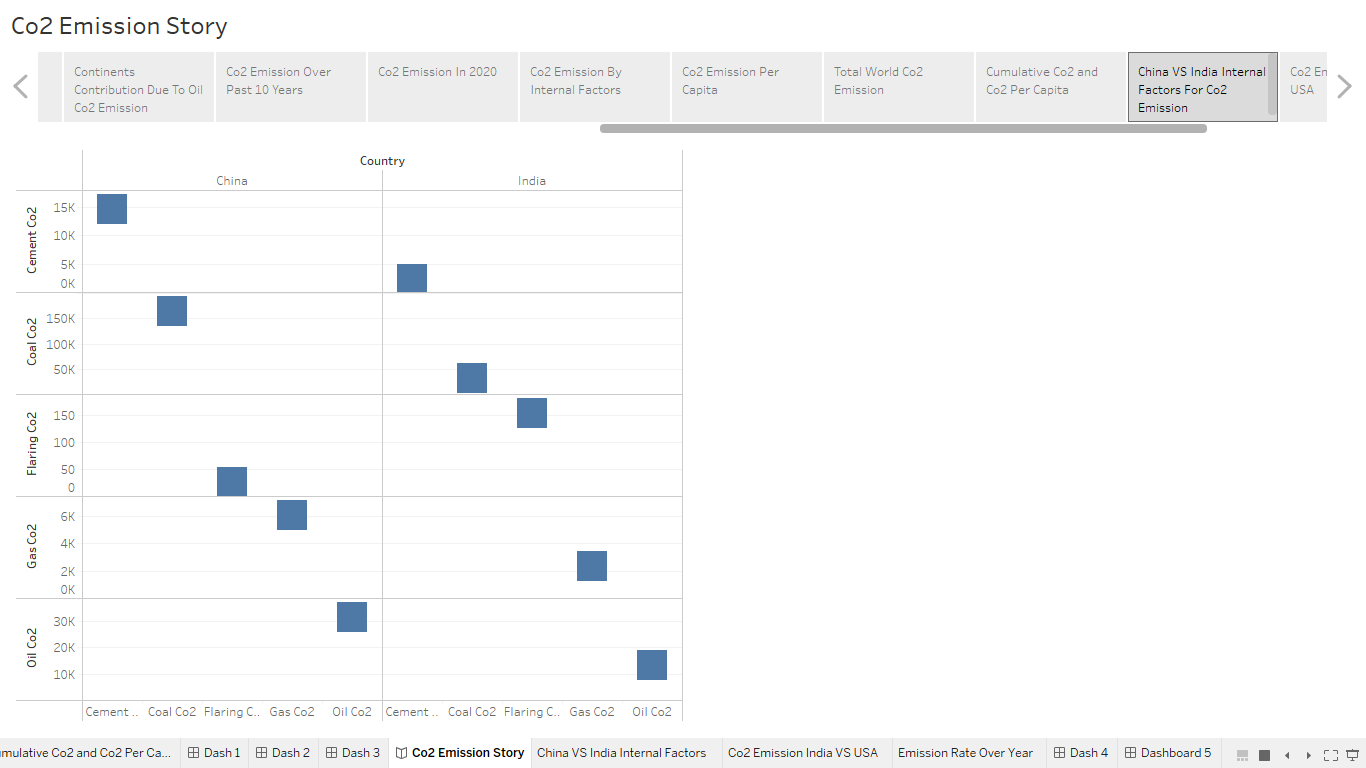 Co2 Emission Story
Continents
Contribution Due To Oil
Co2 Emission
Co2 Emission Over
Past 10 Years
Co2 Emission In 2020
Co2 Emission By
Internal Factors
Co2 Emission Per
Capita
Total World Co2
Emission
Cumulative Co2 and
Co2 Per Capita
China VS India Internal
Factors For Co2
Emission
Co2 En
USA
Country
China India
Cement Co2
15K
10K
5K
0K
Coal Co2
150K
100K
50K
Flaring Co2
150
100
50
0
Gas Co2
6K
4K
2K
0K
Oil Co2
30K
20K
10K
Cement .. Coal Co2 Flaring C.. Gas Co2 Oil Co2 Cement .. Coal Co2 Flaring C.. Gas Co2 Oil Co2
umulative Co2 and Co2 Per Ca... Dash 1 Dash 2 Dash 3 Co2 Emission Story China VS India Internal Factors Co2 Emission India VS USA Emission Rate Over Year Dash 4 Dashboard 5